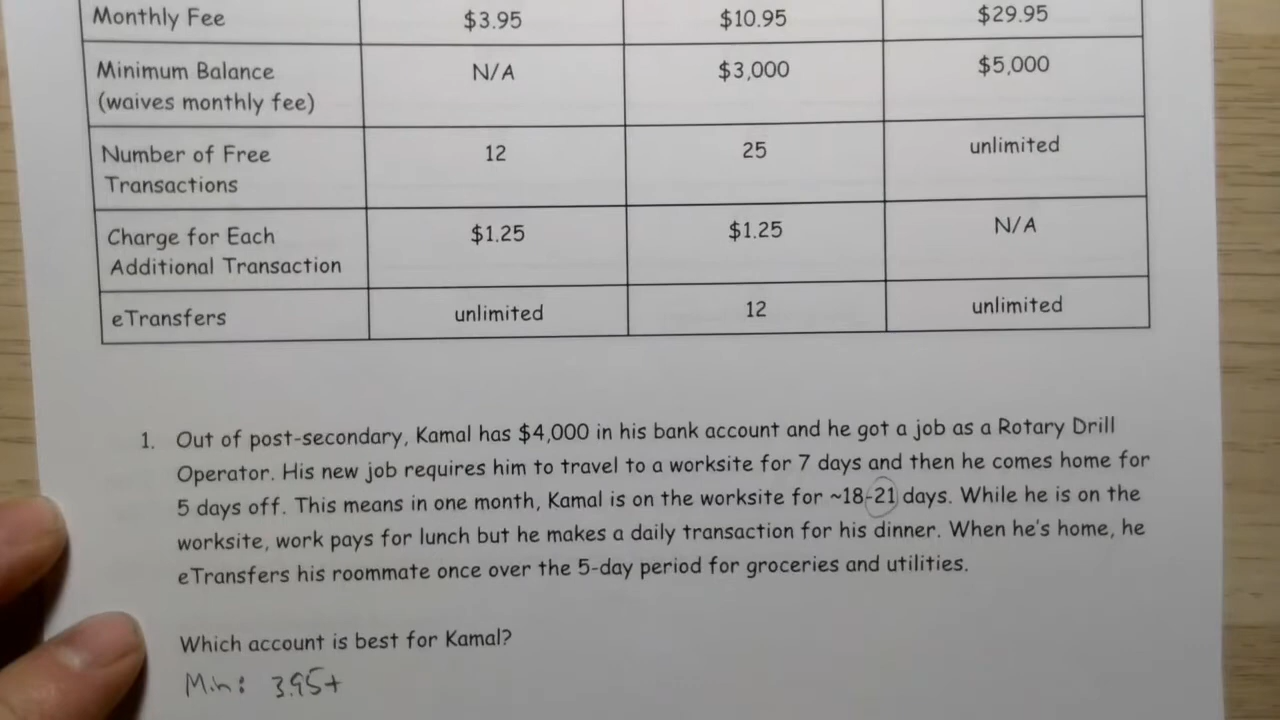 Monthly Fee $3.95 $10.95 $29.95
Minimum Balance N/A $3,000 $5,000
(waives monthly fee)
Number of Free 12 25 unlimited
Transactions
Charge for Each $1.25 $1.25 N/A
Additional Transaction
eTransfers unlimited 12 unlimited
1. Out of post-secondary, Kamal has $4,000 in his bank account and he got a job as a Rotary Drill
Operator. His new job requires him to travel to a worksite for 7 days and then he comes home for
5 days off. This means in one month, Kamal is on the worksite for ~18-21 days. While he is on the
worksite, work pays for lunch but he makes a daily transaction for his dinner. When he's home, he
eTransfers his roommate once over the 5-day period for groceries and utilities.
Which account is best for Kamal?
Min: 3.95+